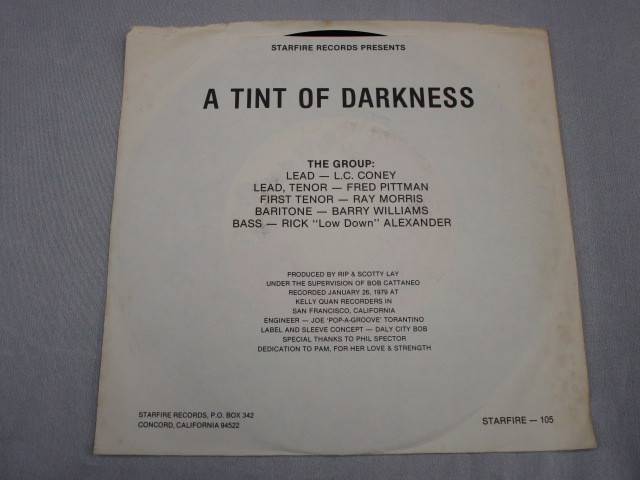 STARFIRE RECORDS PRESENTS
A TINT OF DARKNESS
THE GROUP:
LEAD — L.C. CONEY
LEAD, TENOR — FRED PITTMAN
FIRST TENOR — RAY MORRIS
BARITONE — BARRY WILLIAMS
BASS — RICK "Low Down" ALEXANDER
PRODUCED BY RIP & SCOTTY LAY
UNDER THE SUPERVISION OF BOB CATTANEO
RECORDED JANUARY 26, 1979 AT
KELLY QUAN RECORDERS IN
SAN FRANCISCO, CALIFORNIA
ENGINEER — JOE 'POP-A-GROOVE' TORANTINO
LABEL AND SLEEVE CONCEPT — DALY CITY BOB
SPECIAL THANKS TO PHIL SPECTOR
DEDICATION TO PAM, FOR HER LOVE & STRENGTH
STARFIRE RECORDS, P.O. BOX 342
CONCORD, CALIFORNIA 94522
STARFIRE — 105